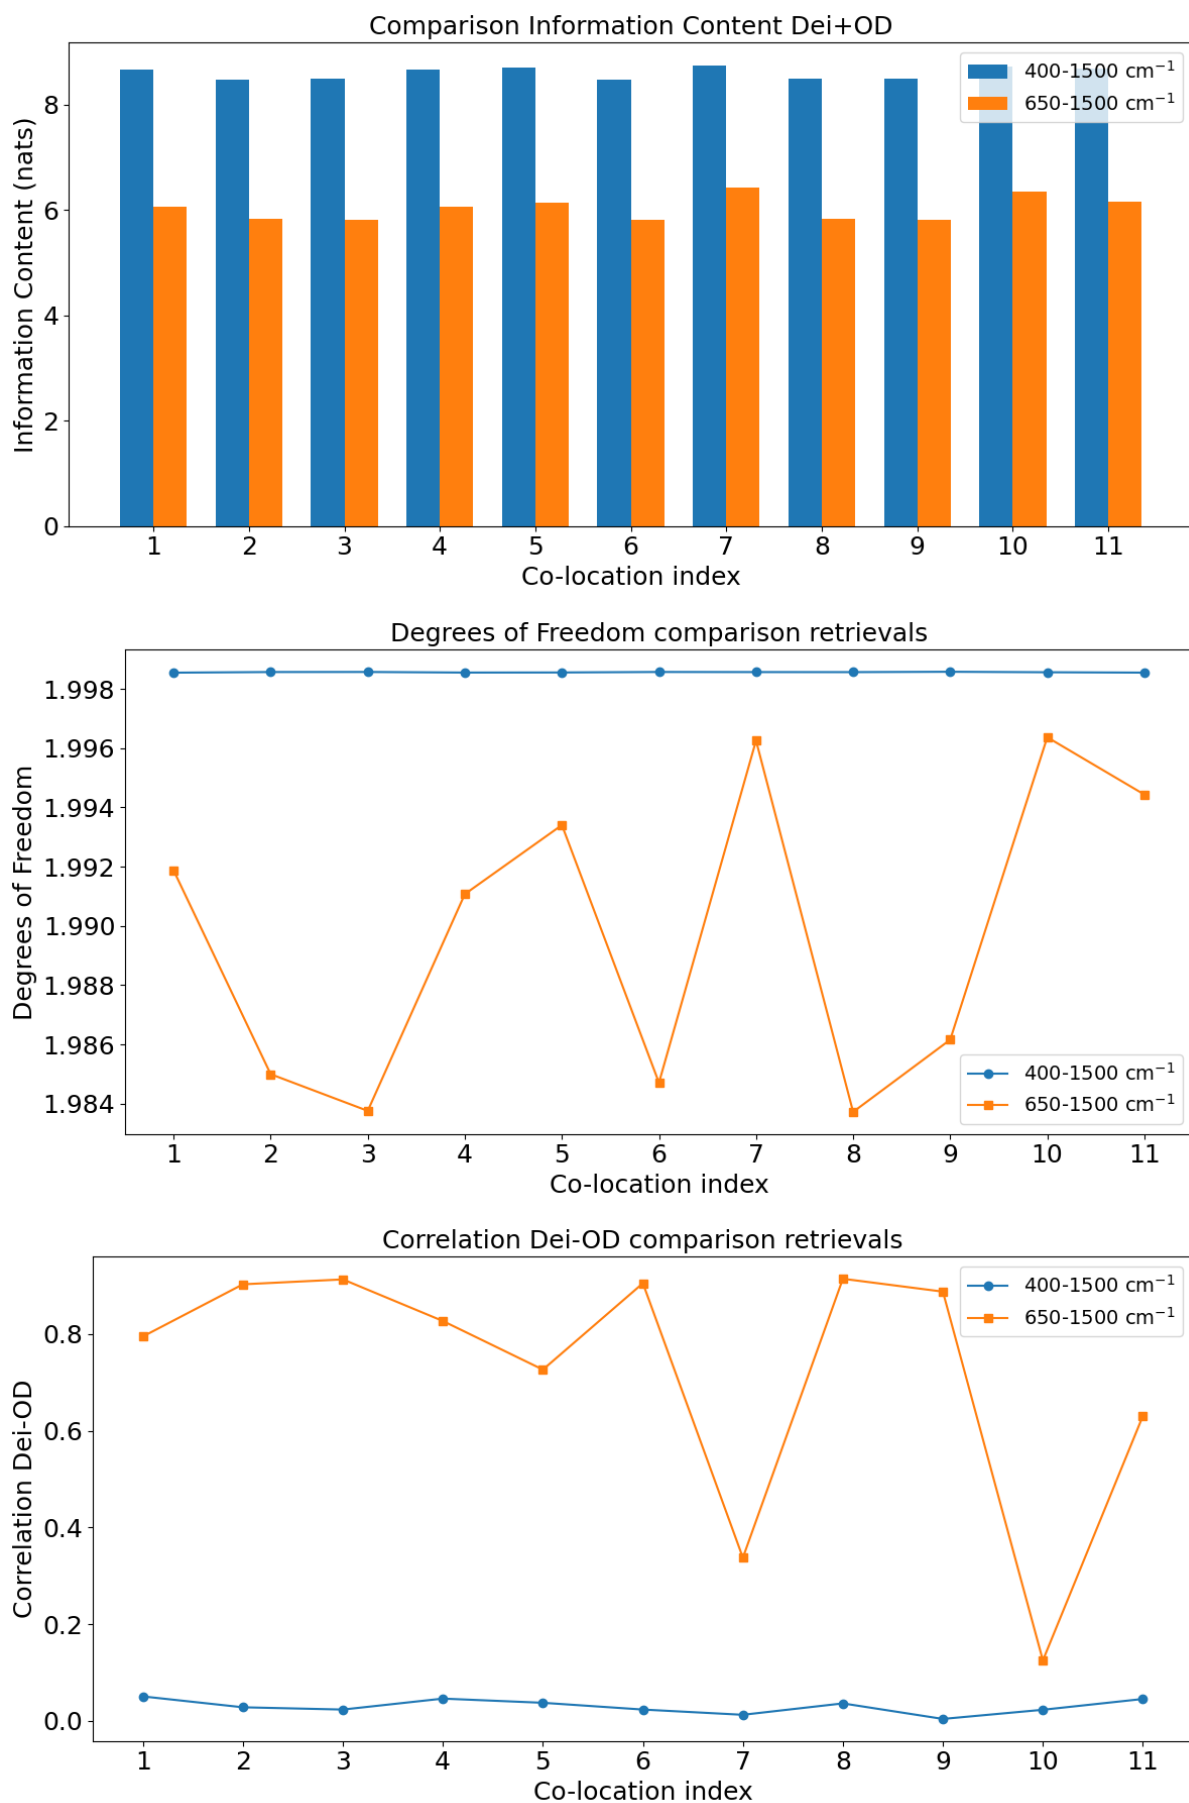 Comparison Information Content Dei+OD
Information Content (nats)
8
6
4
2
0
400-1500 cm⁻¹
650-1500 cm⁻¹
1 2 3 4 5 6 7 8 9 10 11
Co-location index
Degrees of Freedom comparison retrievals
Degrees of Freedom
1.998
1.996
1.994
1.992
1.990
1.988
1.986
1.984
400-1500 cm⁻¹
650-1500 cm⁻¹
1 2 3 4 5 6 7 8 9 10 11
Co-location index
Correlation Dei-OD comparison retrievals
Correlation Dei-OD
400-1500 cm⁻¹
650-1500 cm⁻¹
0.8
0.6
0.4
0.2
0.0
1 2 3 4 5 6 7 8 9 10 11
Co-location index